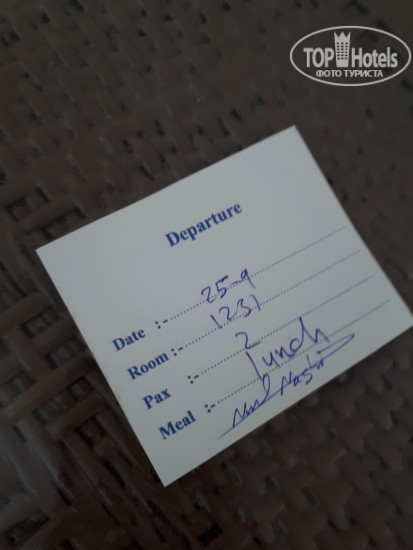 TOP Hotels
ФОТО ТУРИСТА
Departure
Date :- 25-9
Room :- 1231
Pax :- 2
Meal :- lunch